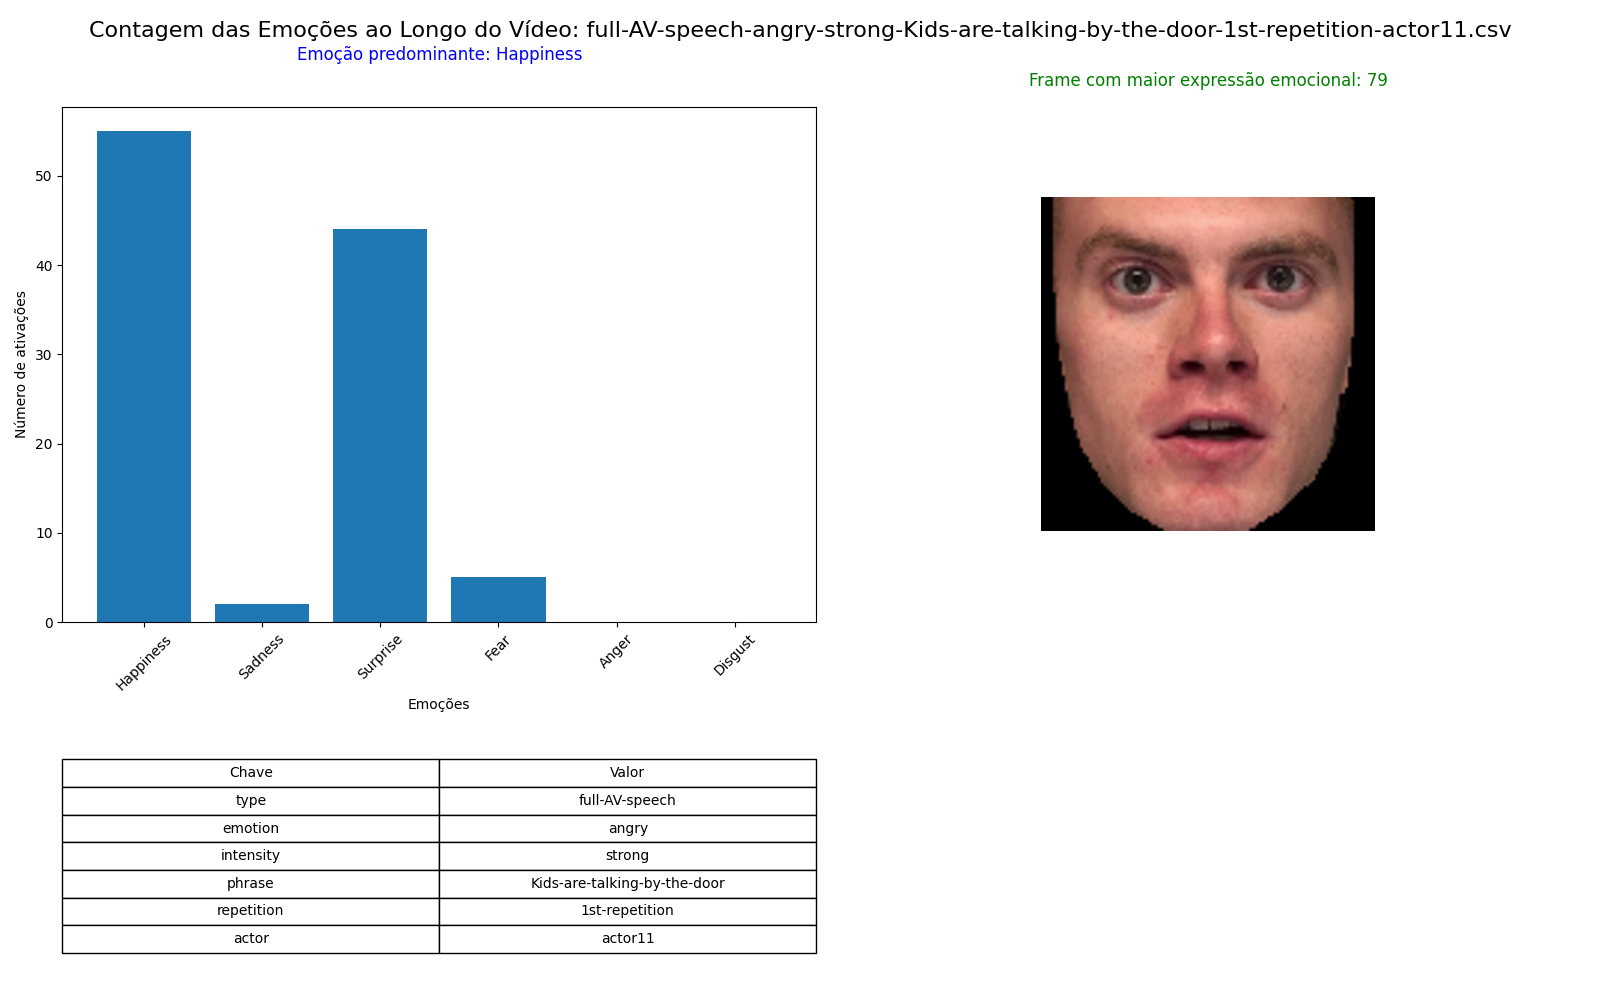 Contagem das Emoções ao Longo do Vídeo: full-AV-speech-angry-strong-Kids-are-talking-by-the-door-1st-repetition-actor11.csv
Emoção predominante: Happiness
Frame com maior expressão emocional: 79
Número de ativações
50
40
30
20
10
0
Happiness
Sadness
Surprise
Fear
Anger
Disgust
Emoções
Chave Valor
type full-AV-speech
emotion angry
intensity strong
phrase Kids-are-talking-by-the-door
repetition 1st-repetition
actor actor11